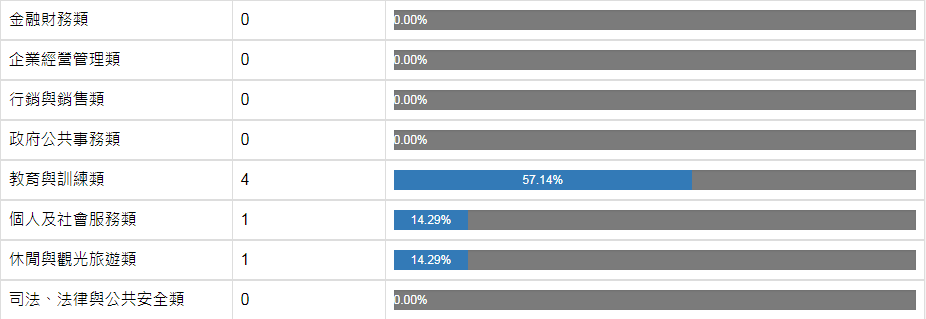 金融財務類 0 0.00%
企業經營管理類 0 0.00%
行銷與銷售類 0 0.00%
政府公共事務類 0 0.00%
教育與訓練類 4 57.14%
個人及社會服務類 1 14.29%
休閒與觀光旅遊類 1 14.29%
司法、法律與公共安全類 0 0.00%